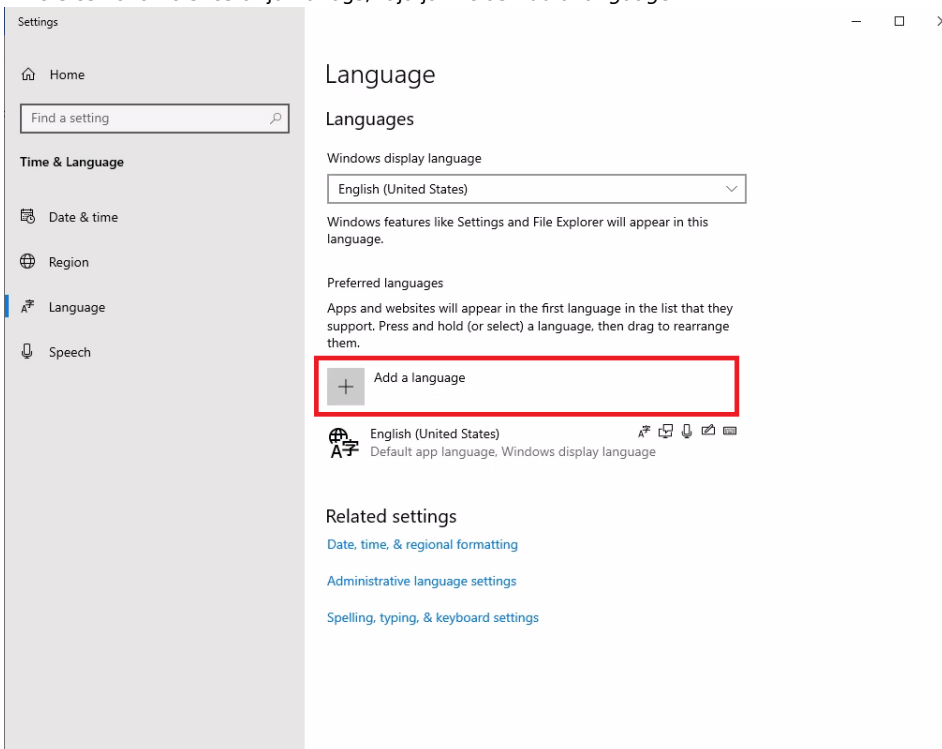 Settings
Home
Find a setting
Time & Language
Date & time
Region
Language
Speech
Language
Languages
Windows display language
English (United States)
Windows features like Settings and File Explorer will appear in this
language.
Preferred languages
Apps and websites will appear in the first language in the list that they
support. Press and hold (or select) a language, then drag to rearrange
them.
Add a language
English (United States)
Default app language, Windows display language
Related settings
Date, time, & regional formatting
Administrative language settings
Spelling, typing, & keyboard settings